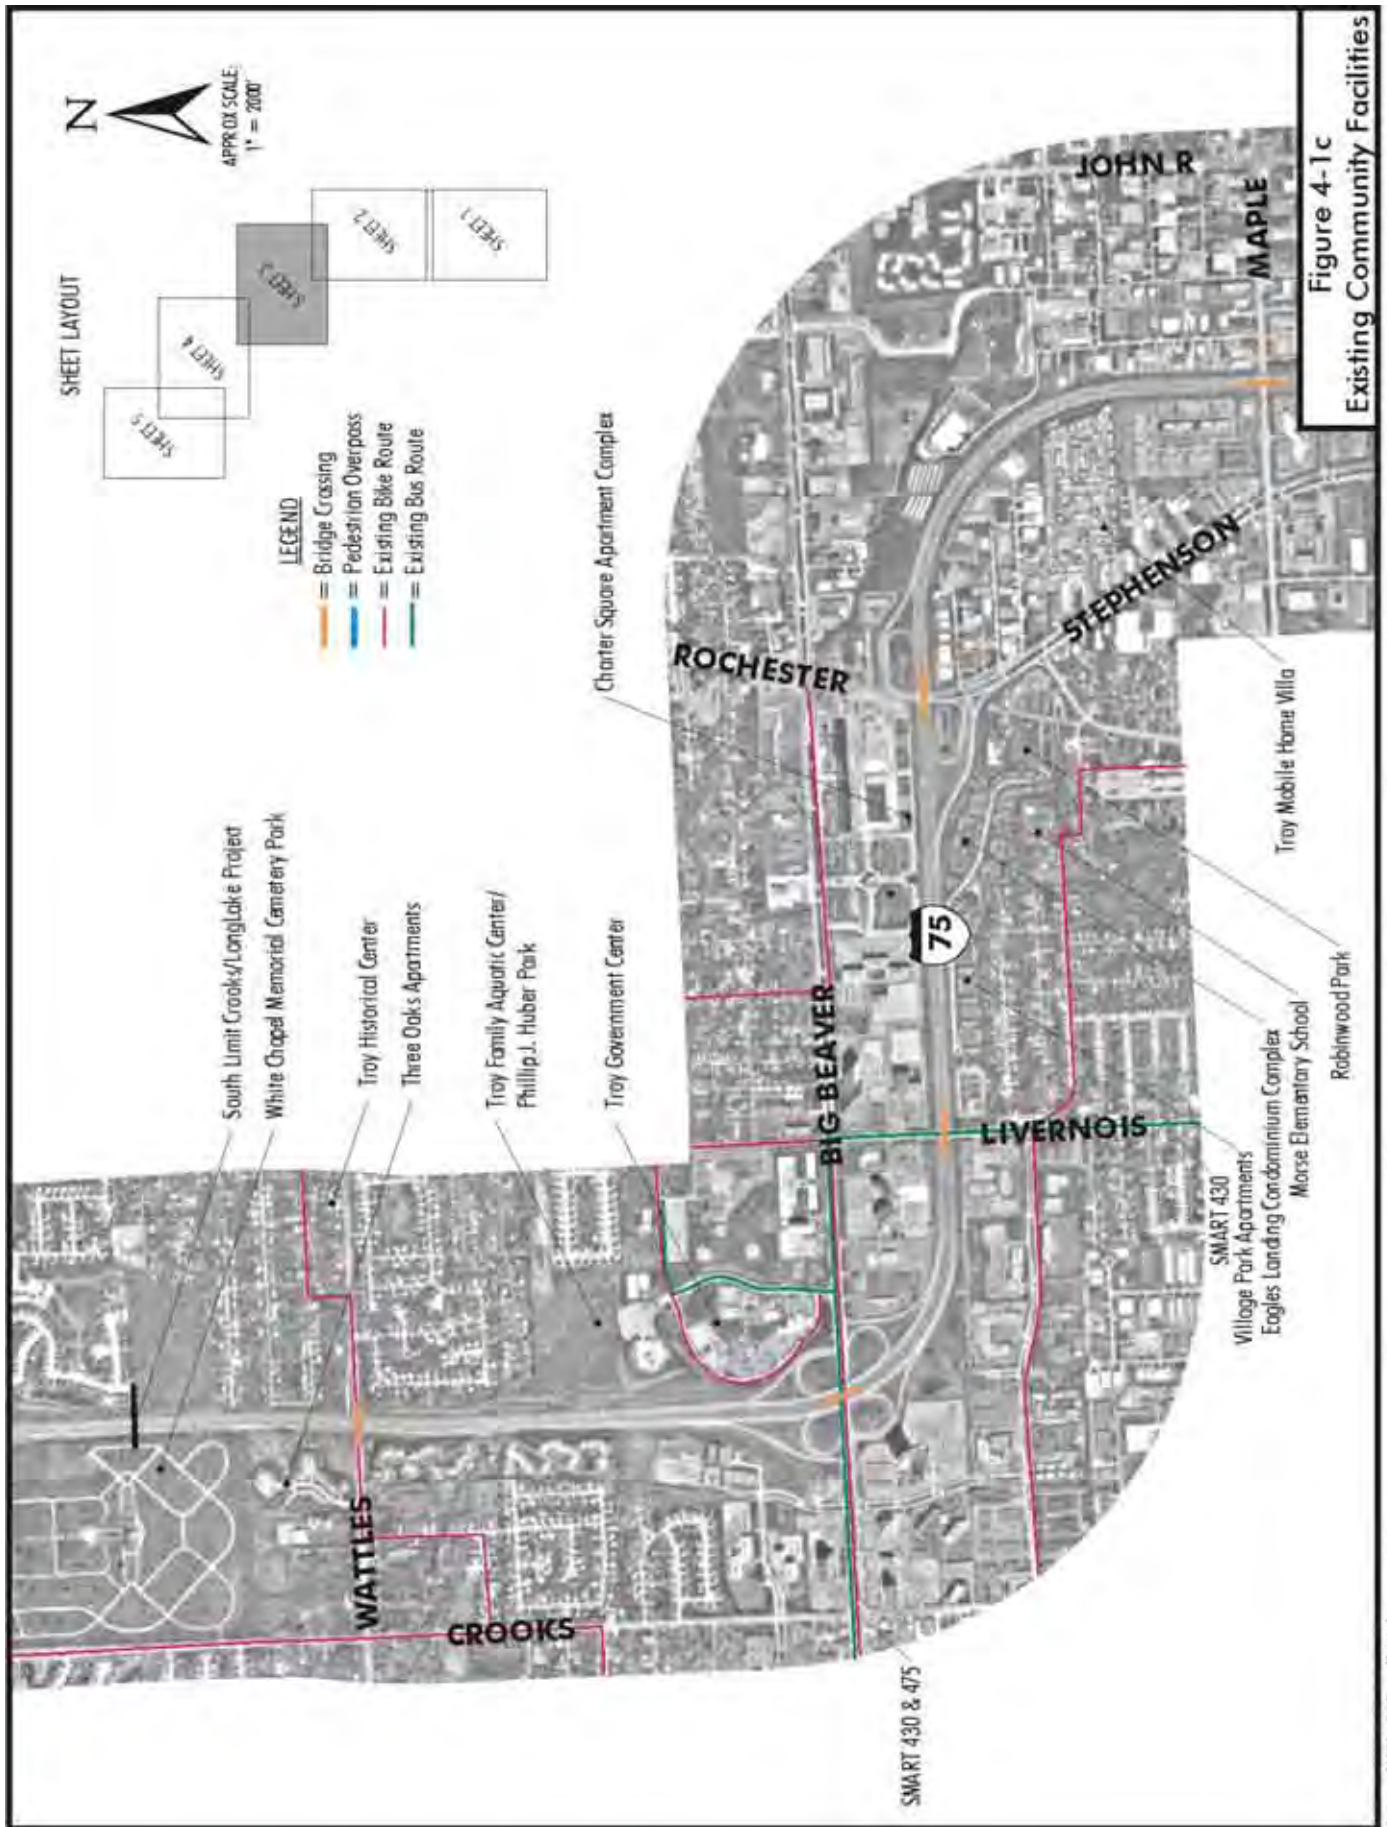 N
APPROX SCALE:
1" = 2000'
SHEET LAYOUT
SHEET 5
SHEET 4
SHEET 3
SHEET 2
SHEET 1
LEGEND
= Bridge Crossing
= Pedestrian Overpass
= Existing Bike Route
= Existing Bus Route
South Limit Crooks/Long Lake Project
White Chapel Memorial Cemetery Park
Troy Historical Center
Three Oaks Apartments
Troy Family Aquatic Center/
Phillip J. Huber Park
Troy Government Center
Charter Square Apartment Complex
ROCHESTER
JOHN R
MAPLE
STEPHENSON
75
BIG BEAVER
LIVERNOIS
WATTLES
CROOKS
SMART 430 & 475
SMART 430
Village Park Apartments
Eagles Landing Condominium Complex
Morse Elementary School
Robinwood Park
Troy Mobile Home Villa
Figure 4-1c
Existing Community Facilities